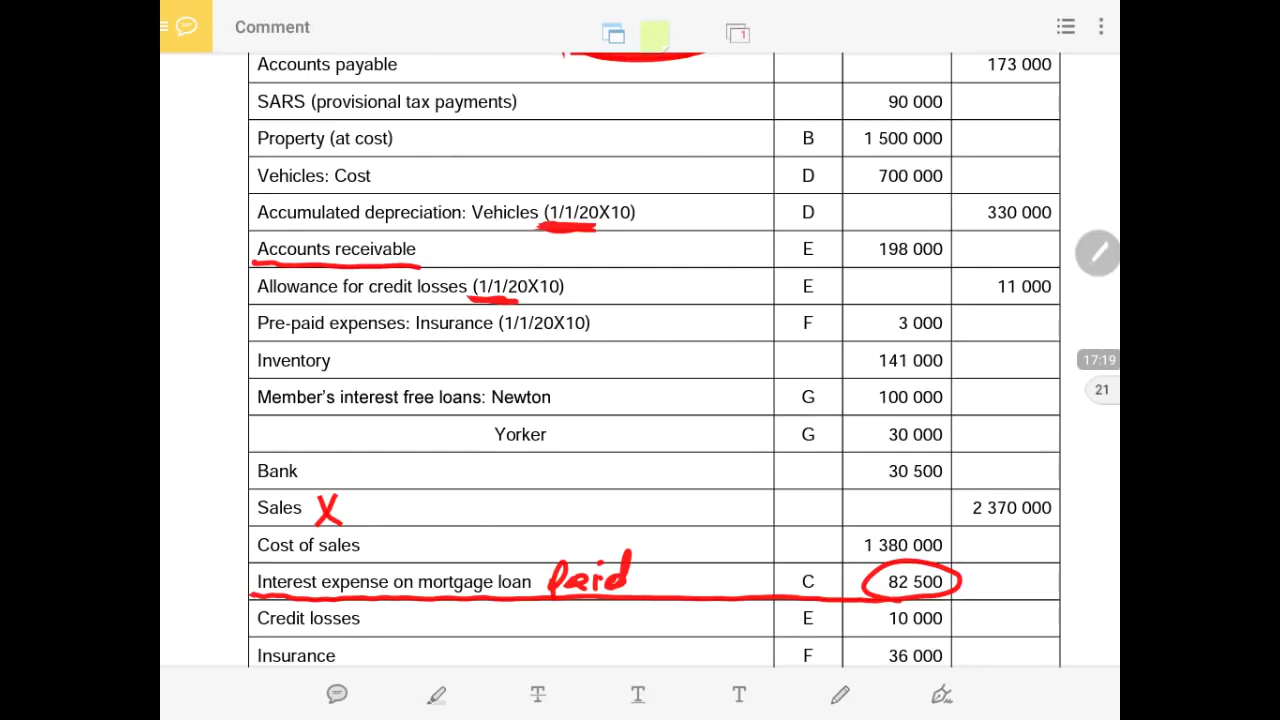 Comment
1
Accounts payable 173 000
SARS (provisional tax payments) 90 000
Property (at cost) B 1 500 000
Vehicles: Cost D 700 000
Accumulated depreciation: Vehicles (1/1/20X10) D 330 000
Accounts receivable E 198 000
Allowance for credit losses (1/1/20X10) E 11 000
Pre-paid expenses: Insurance (1/1/20X10) F 3 000
17:19
Inventory 141 000
21
Member's interest free loans: Newton G 100 000
Yorker G 30 000
Bank 30 500
Sales X 2 370 000
Cost of sales 1 380 000
Interest expense on mortgage loan paid C 82 500
Credit losses E 10 000
Insurance F 36 000
T T T